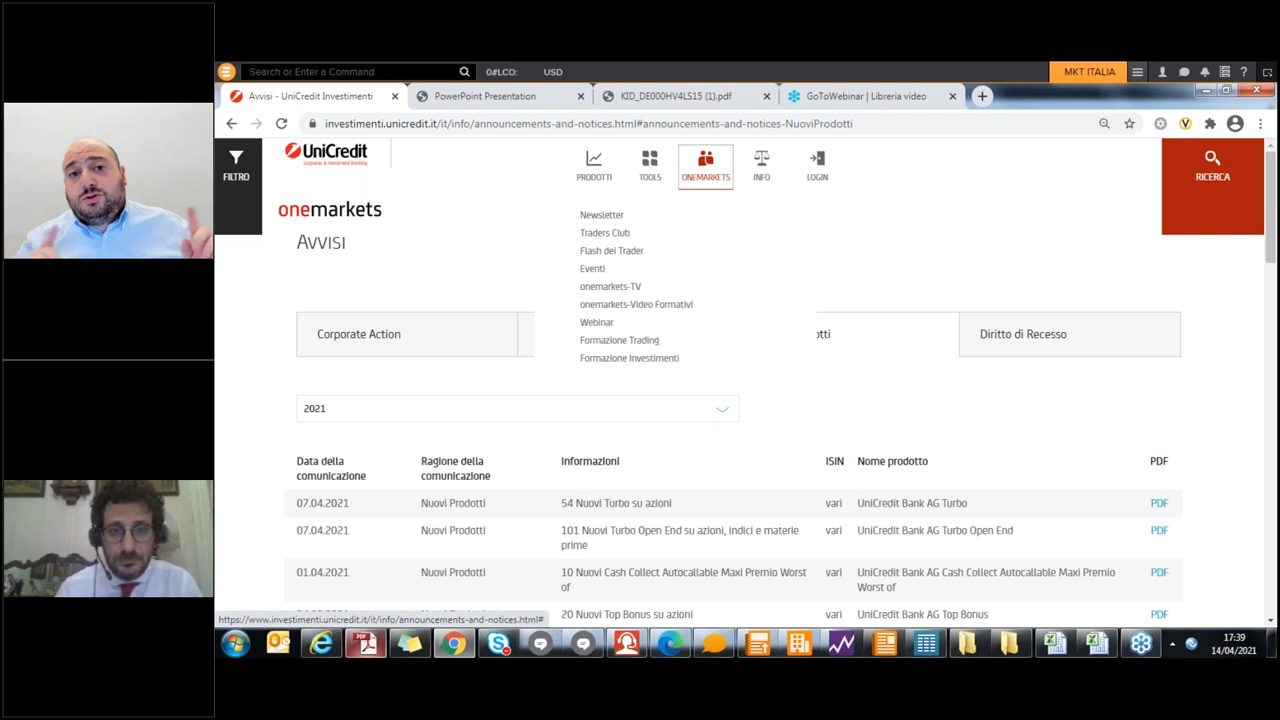 Search or Enter a Command
0#LCO:
USD
MKT ITALIA
?
Avvisi - UniCredit Investimenti
PowerPoint Presentation
KID_DE000HV4LS15 (1).pdf
GoToWebinar | Libreria video
investimenti.unicredit.it/it/info/announcements-and-notices.html#announcements-and-notices-NuoviProdotti
FILTRO
UniCredit
Corporate & Investment Banking
PRODOTTI
TOOLS
ONEMARKETS
INFO
LOGIN
RICERCA
onemarkets
AVVISI
Newsletter
Traders Club
Flash dei Trader
Eventi
onemarkets-TV
onemarkets-Video Formativi
Webinar
Formazione Trading
Formazione Investimenti
Corporate Action
otti
Diritto di Recesso
2021
Data della comunicazione
Ragione della comunicazione
Informazioni
ISIN
Nome prodotto
PDF
07.04.2021 Nuovi Prodotti 54 Nuovi Turbo su azioni vari UniCredit Bank AG Turbo PDF
07.04.2021 Nuovi Prodotti 101 Nuovi Turbo Open End su azioni, indici e materie prime vari UniCredit Bank AG Turbo Open End PDF
01.04.2021 Nuovi Prodotti 10 Nuovi Cash Collect Autocallable Maxi Premio Worst of vari UniCredit Bank AG Cash Collect Autocallable Maxi Premio Worst of PDF
Nuovi Prodotti 20 Nuovi Top Bonus su azioni vari UniCredit Bank AG Top Bonus PDF
https://www.investimenti.unicredit.it/it/info/announcements-and-notices.html#
17:39
14/04/2021